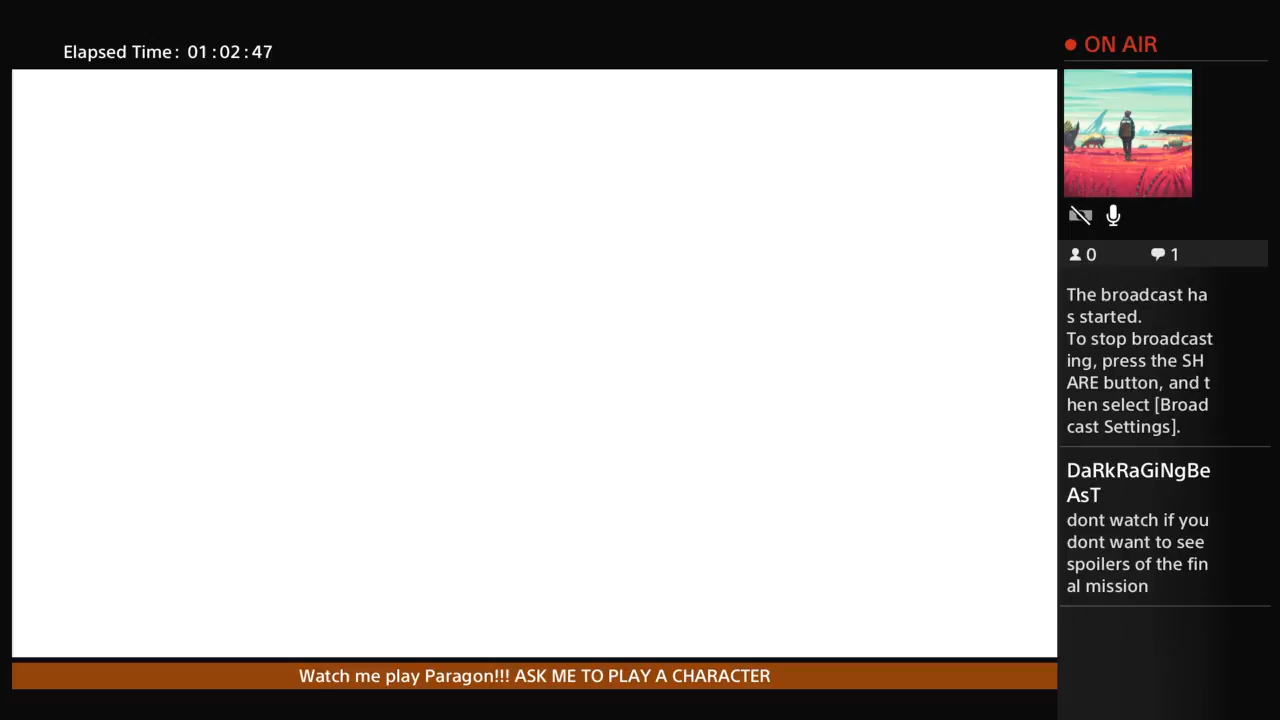 Elapsed Time: 01:02:47
ON AIR
0 1
The broadcast ha
s started.
To stop broadcast
ing, press the SH
ARE button, and t
hen select [Broad
cast Settings].
DaRkRaGiNgBe
AsT
dont watch if you
dont want to see
spoilers of the fin
al mission
Watch me play Paragon!!! ASK ME TO PLAY A CHARACTER